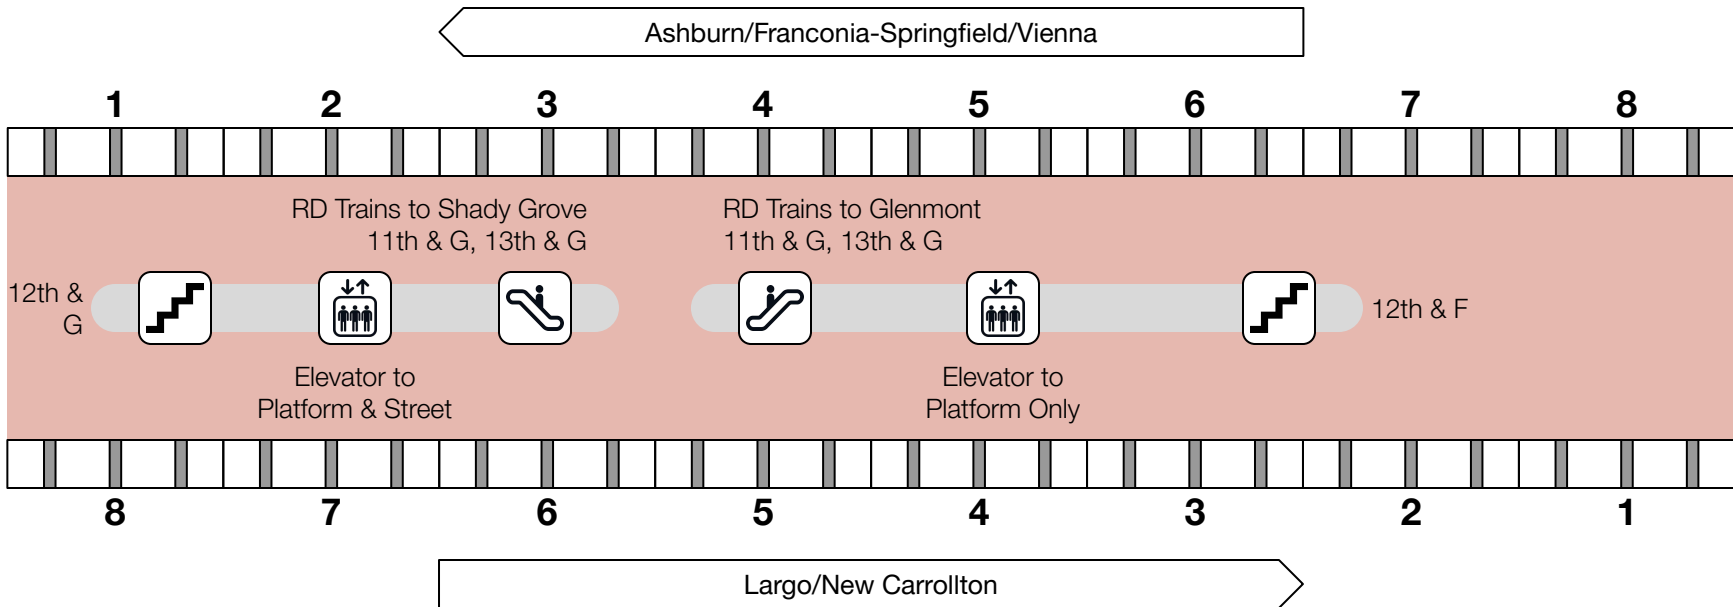 Ashburn/Franconia-Springfield/Vienna
1 2 3 4 5 6 7 8
RD Trains to Shady Grove
11th & G, 13th & G
RD Trains to Glenmont
11th & G, 13th & G
12th &
G
12th & F
Elevator to
Platform & Street
Elevator to
Platform Only
8 7 6 5 4 3 2 1
Largo/New Carrollton